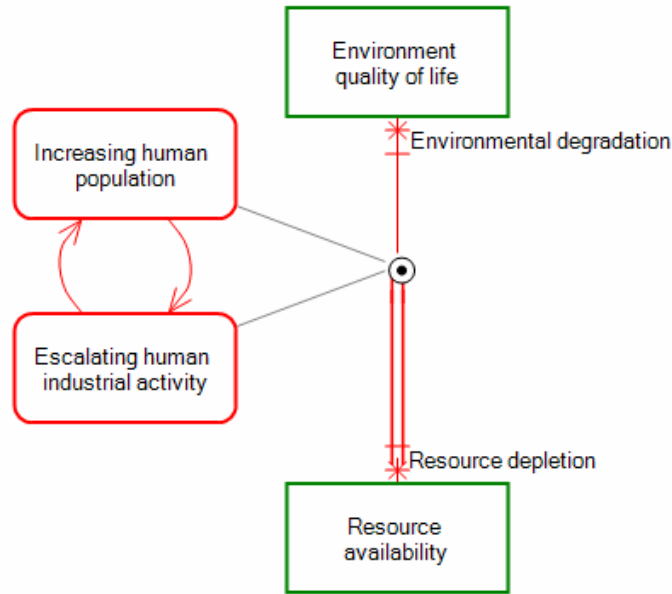 Environment
quality of life
Environmental degradation
Increasing human
population
Escalating human
industrial activity
Resource depletion
Resource
availability